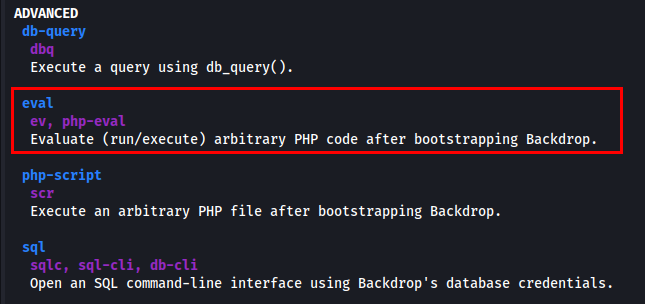 ADVANCED
db-query
dbq
Execute a query using db_query().
eval
ev, php-eval
Evaluate (run/execute) arbitrary PHP code after bootstrapping Backdrop.
php-script
scr
Execute an arbitrary PHP file after bootstrapping Backdrop.
sql
sqlc, sql-cli, db-cli
Open an SQL command-line interface using Backdrop's database credentials.